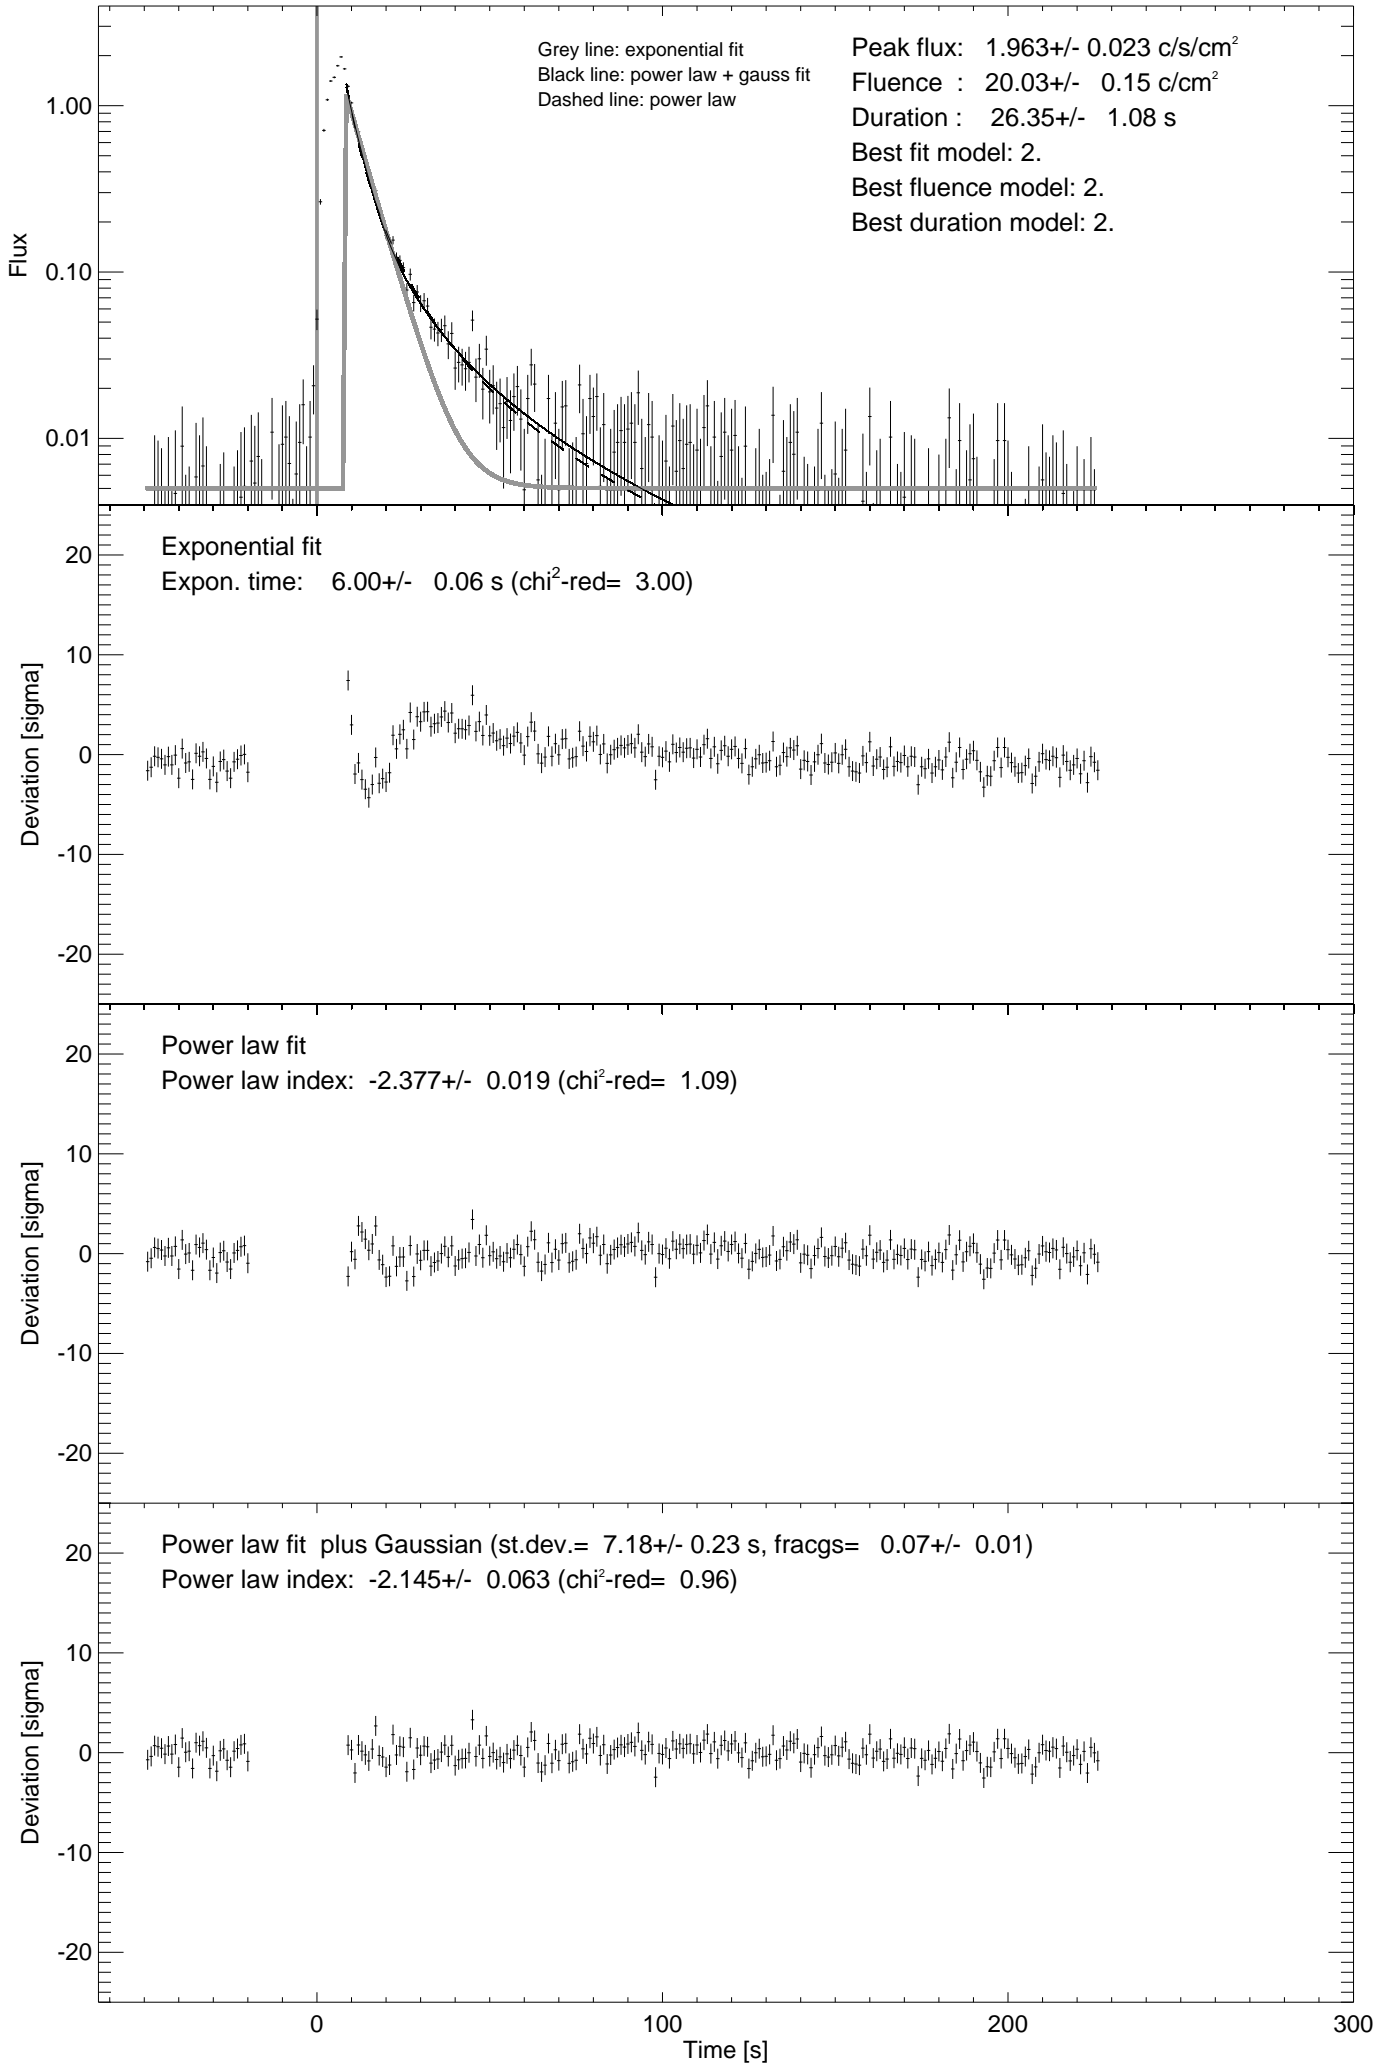 Grey line: exponential fit
Black line: power law + gauss fit
Dashed line: power law
Peak flux: 1.963+/- 0.023 c/s/cm²
Fluence : 20.03+/- 0.15 c/cm²
Duration : 26.35+/- 1.08 s
Best fit model: 2.
Best fluence model: 2.
Best duration model: 2.
Flux
1.00
0.10
0.01
Exponential fit
Expon. time: 6.00+/- 0.06 s (chi²-red= 3.00)
Deviation [sigma]
20
10
0
-10
-20
Power law fit
Power law index: -2.377+/- 0.019 (chi²-red= 1.09)
Deviation [sigma]
20
10
0
-10
-20
Power law fit plus Gaussian (st.dev.= 7.18+/- 0.23 s, fracgs= 0.07+/- 0.01)
Power law index: -2.145+/- 0.063 (chi²-red= 0.96)
Deviation [sigma]
20
10
0
-10
-20
0 100 200 300
Time [s]